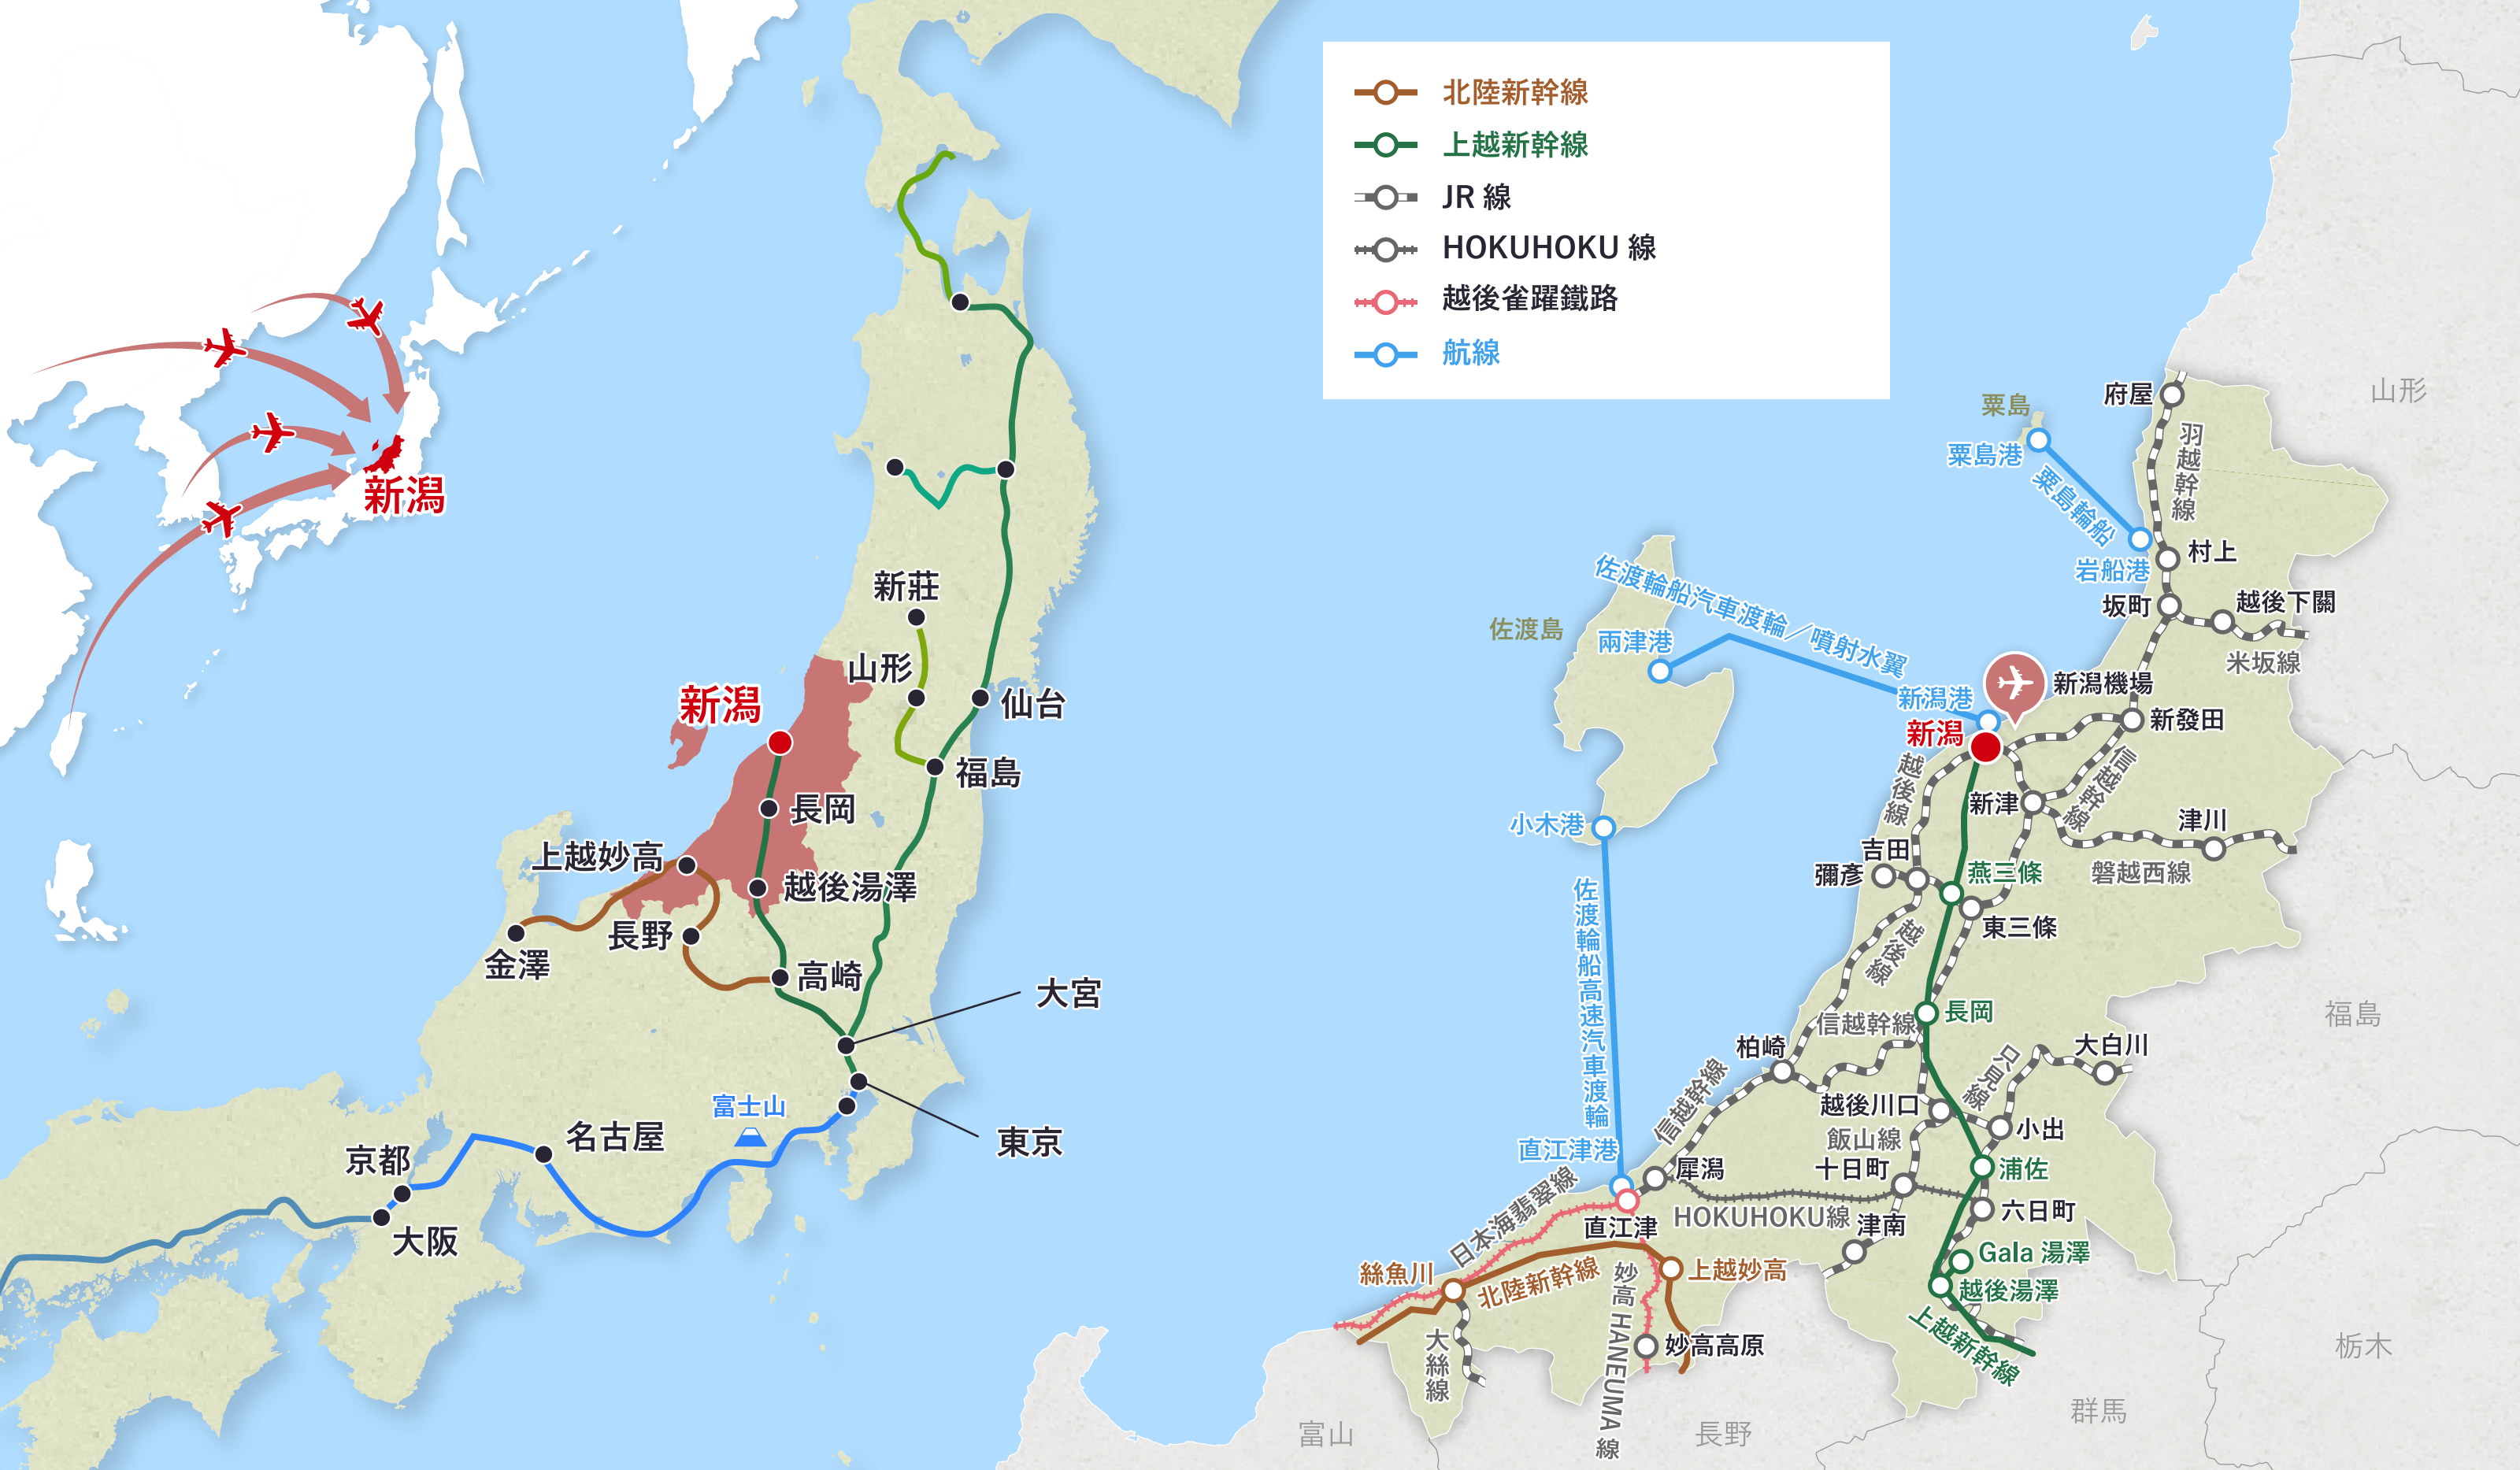 新潟
新莊
山形
仙台
新潟
福島
長岡
上越妙高
越後湯澤
長野
金澤
高崎
大宮
東京
富士山
名古屋
京都
大阪
北陸新幹線
上越新幹線
JR 線
HOKUHOKU 線
越後雀躍鐵路
航線
山形
府屋
粟島
粟島港
羽越幹線
粟島輪船
岩船港
村上
坂町
越後下關
米坂線
佐渡輪船汽車渡輪／噴射水翼
佐渡島
兩津港
新潟港
新潟機場
新潟
新發田
越後線
信越幹線
新津
津川
小木港
吉田
彌彥
燕三條
磐越西線
佐渡輪船高速汽車渡輪
東三條
越後線
長岡
福島
信越幹線
柏崎
只見線
大白川
信越幹線
越後川口
小出
飯山線
直江津港
犀潟
十日町
浦佐
日本海翡翠線
直江津
HOKUHOKU線
津南
六日町
Gala 湯澤
絲魚川
北陸新幹線
妙高 HANEUMA 線
上越妙高
越後湯澤
上越新幹線
大絲線
妙高高原
栃木
群馬
富山
長野